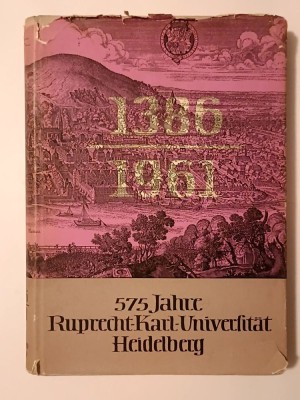 1386
1961
575 Jahre
Ruprecht-Karl-Universität
Heidelberg